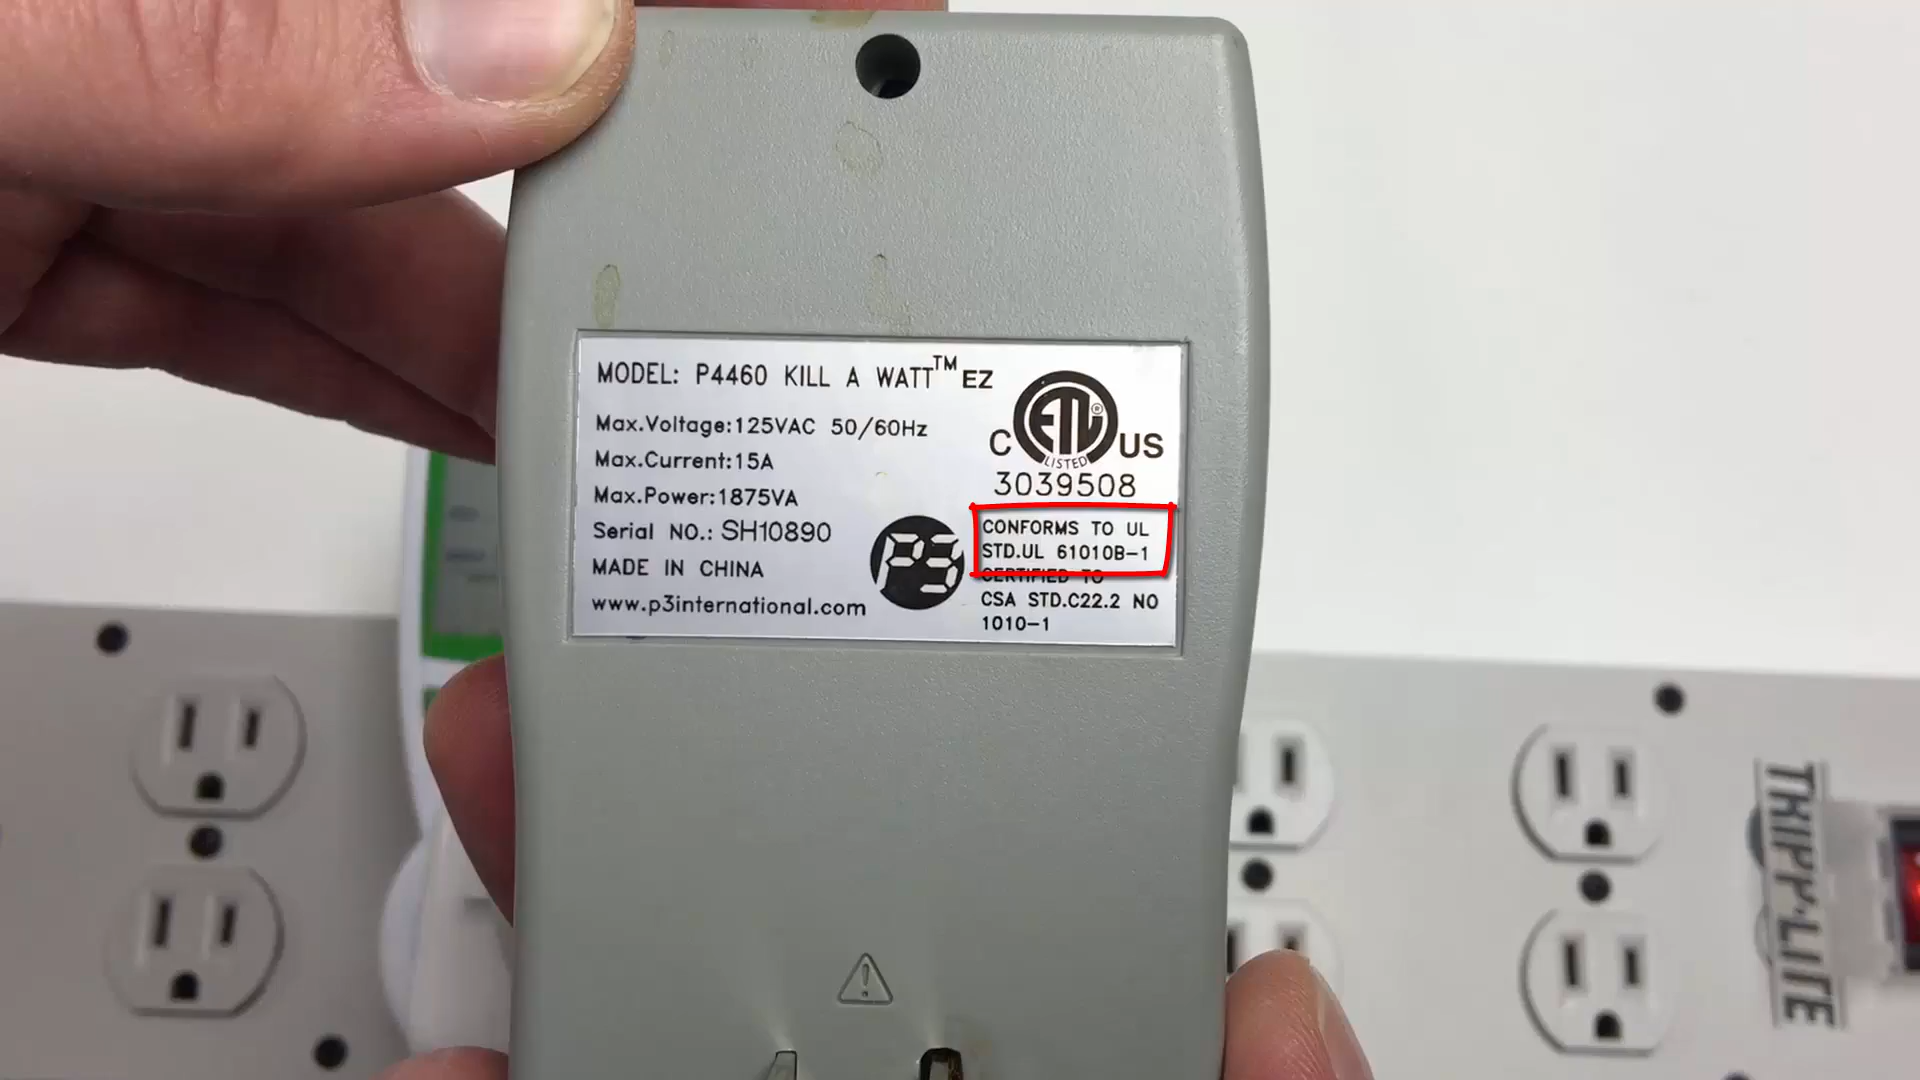 MODEL: P4460 KILL A WATT™ EZ
Max.Voltage:125VAC 50/60Hz
Max.Current:15A
Max.Power:1875VA
Serial NO.: SH10890
MADE IN CHINA
www.p3international.com
P3
C ETL US
LISTED
3039508
CONFORMS TO UL
STD.UL 61010B-1
CERTIFIED TO
CSA STD.C22.2 NO
1010-1
TRIPP·LITE